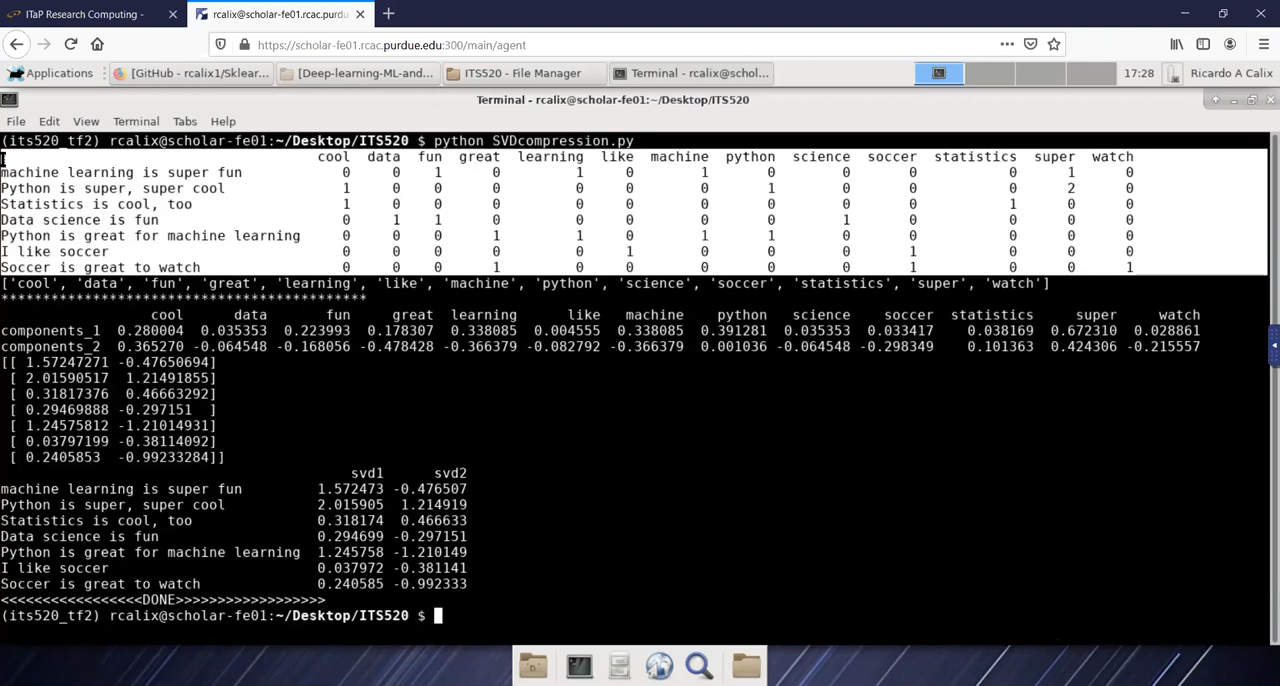 ITaP Research Computing -
rcalix@scholar-fe01.rcac.purdu
https://scholar-fe01.rcac.purdue.edu:300/main/agent
Applications
[GitHub - rcalix1/Sklear...
[Deep-learning-ML-and...
ITS520 - File Manager
Terminal - rcalix@schol...
17:28
Ricardo A Calix
Terminal - rcalix@scholar-fe01:~/Desktop/ITS520
File Edit View Terminal Tabs Help
(its520_tf2) rcalix@scholar-fe01:~/Desktop/ITS520 $ python SVDcompression.py
cool data fun great learning like machine python science soccer statistics super watch
machine learning is super fun 0 0 1 0 1 0 1 0 0 0 0 1 0
Python is super, super cool 1 0 0 0 0 0 0 1 0 0 0 2 0
Statistics is cool, too 1 0 0 0 0 0 0 0 0 0 1 0 0
Data science is fun 0 1 1 0 0 0 0 0 1 0 0 0 0
Python is great for machine learning 0 0 0 1 1 0 1 1 0 0 0 0 0
I like soccer 0 0 0 0 0 1 0 0 0 1 0 0 0
Soccer is great to watch 0 0 0 1 0 0 0 0 0 1 0 0 1
['cool', 'data', 'fun', 'great', 'learning', 'like', 'machine', 'python', 'science', 'soccer', 'statistics', 'super', 'watch']
********************************************
cool data fun great learning like machine python science soccer statistics super watch
components_1 0.280004 0.035353 0.223993 0.178307 0.338085 0.004555 0.338085 0.391281 0.035353 0.033417 0.038169 0.672310 0.028861
components_2 0.365270 -0.064548 -0.168056 -0.478428 -0.366379 -0.082792 -0.366379 0.001036 -0.064548 -0.298349 0.101363 0.424306 -0.215557
[[ 1.57247271 -0.47650694]
[ 2.01590517 1.21491855]
[ 0.31817376 0.46663292]
[ 0.29469888 -0.297151 ]
[ 1.24575812 -1.21014931]
[ 0.03797199 -0.38114092]
[ 0.2405853 -0.99233284]]
svd1 svd2
machine learning is super fun 1.572473 -0.476507
Python is super, super cool 2.015905 1.214919
Statistics is cool, too 0.318174 0.466633
Data science is fun 0.294699 -0.297151
Python is great for machine learning 1.245758 -1.210149
I like soccer 0.037972 -0.381141
Soccer is great to watch 0.240585 -0.992333
<<<<<<<<<<<<<<<<<DONE>>>>>>>>>>>>>>>>>>
(its520_tf2) rcalix@scholar-fe01:~/Desktop/ITS520 $